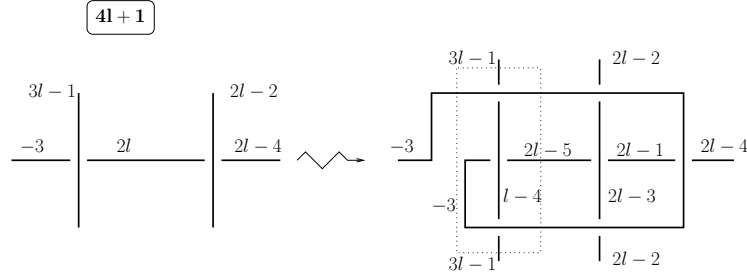 4l + 1
3l − 1
2l − 2
−3
2l
2l − 4
3l − 1
2l − 2
−3
2l − 5
2l − 1
2l − 4
−3
l − 4
2l − 3
3l − 1
2l − 2